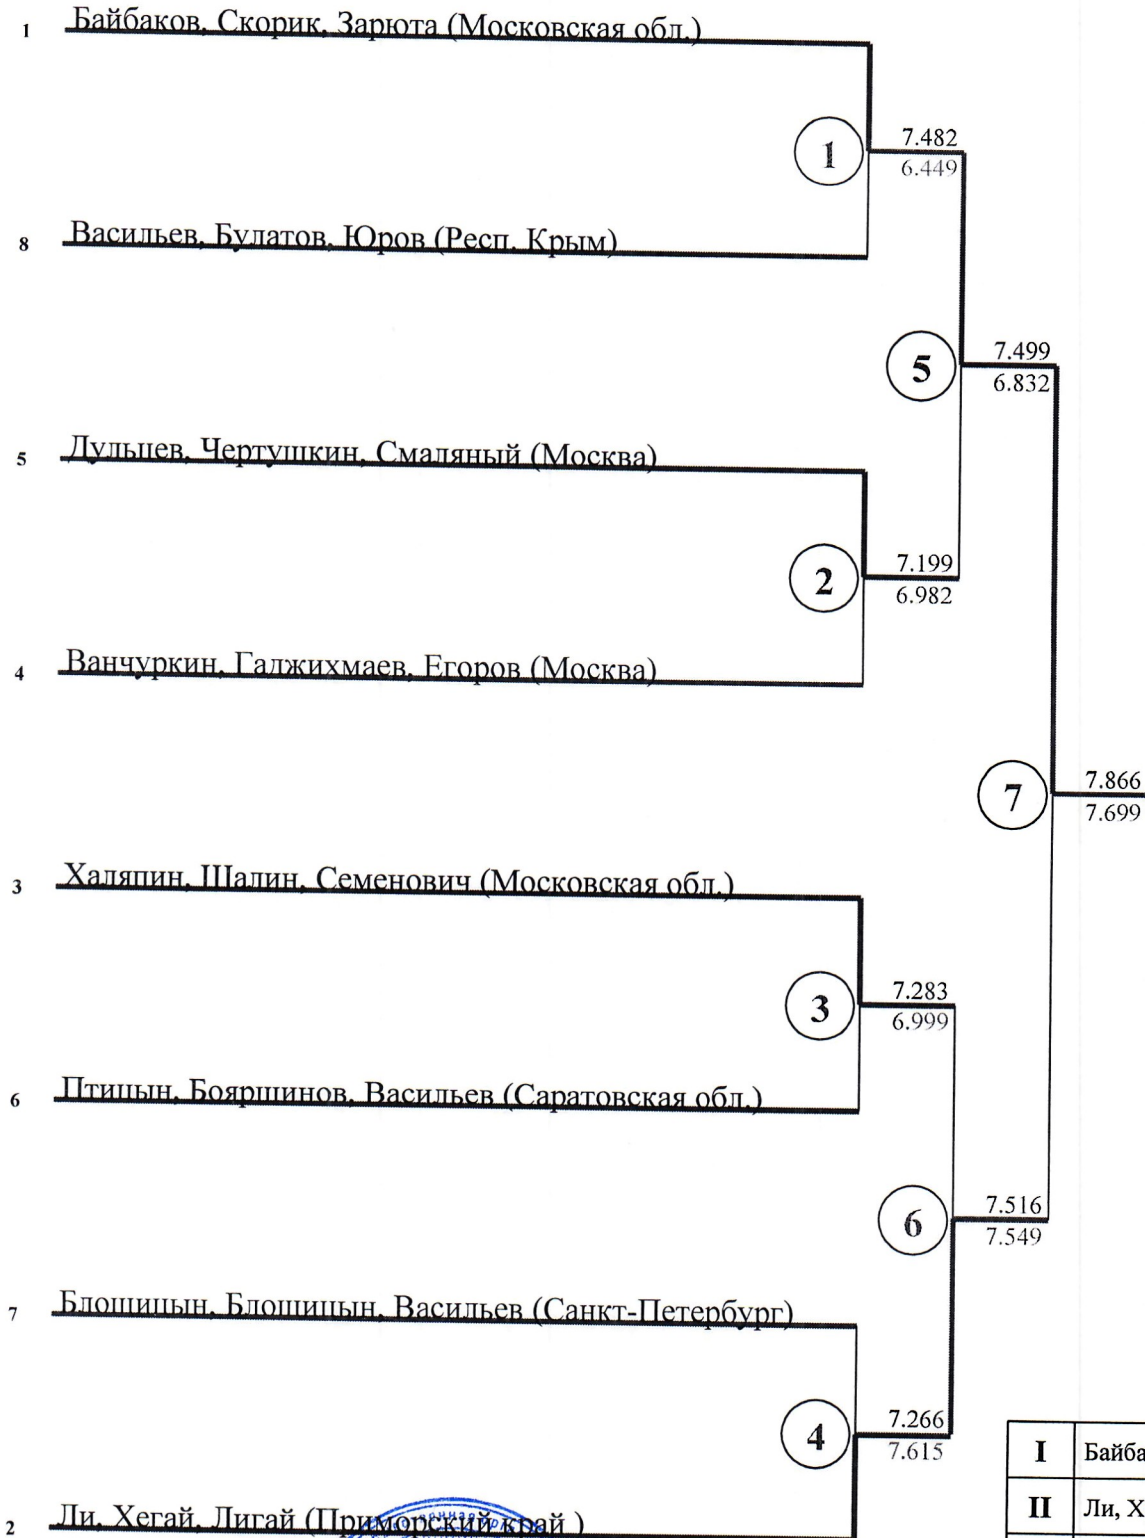 1 Байбаков, Скорик, Зарюта (Московская обл.)
1
7.482
6.449
8 Васильев, Булатов, Юров (Респ. Крым)
5
7.499
6.832
5 Дульцев, Чертушкин, Смаляный (Москва)
2
7.199
6.982
4 Ванчуркин, Гаджихмаев, Егоров (Москва)
7
7.866
7.699
3 Халяпин, Шалин, Семенович (Московская обл.)
3
7.283
6.999
6 Птицын, Бояршинов, Васильев (Саратовская обл.)
6
7.516
7.549
7 Блошицын, Блошицын, Васильев (Санкт-Петербург)
4
7.266
7.615
I Байба
II Ли, Х
2 Ли, Хегай, Лигай (Приморский край )